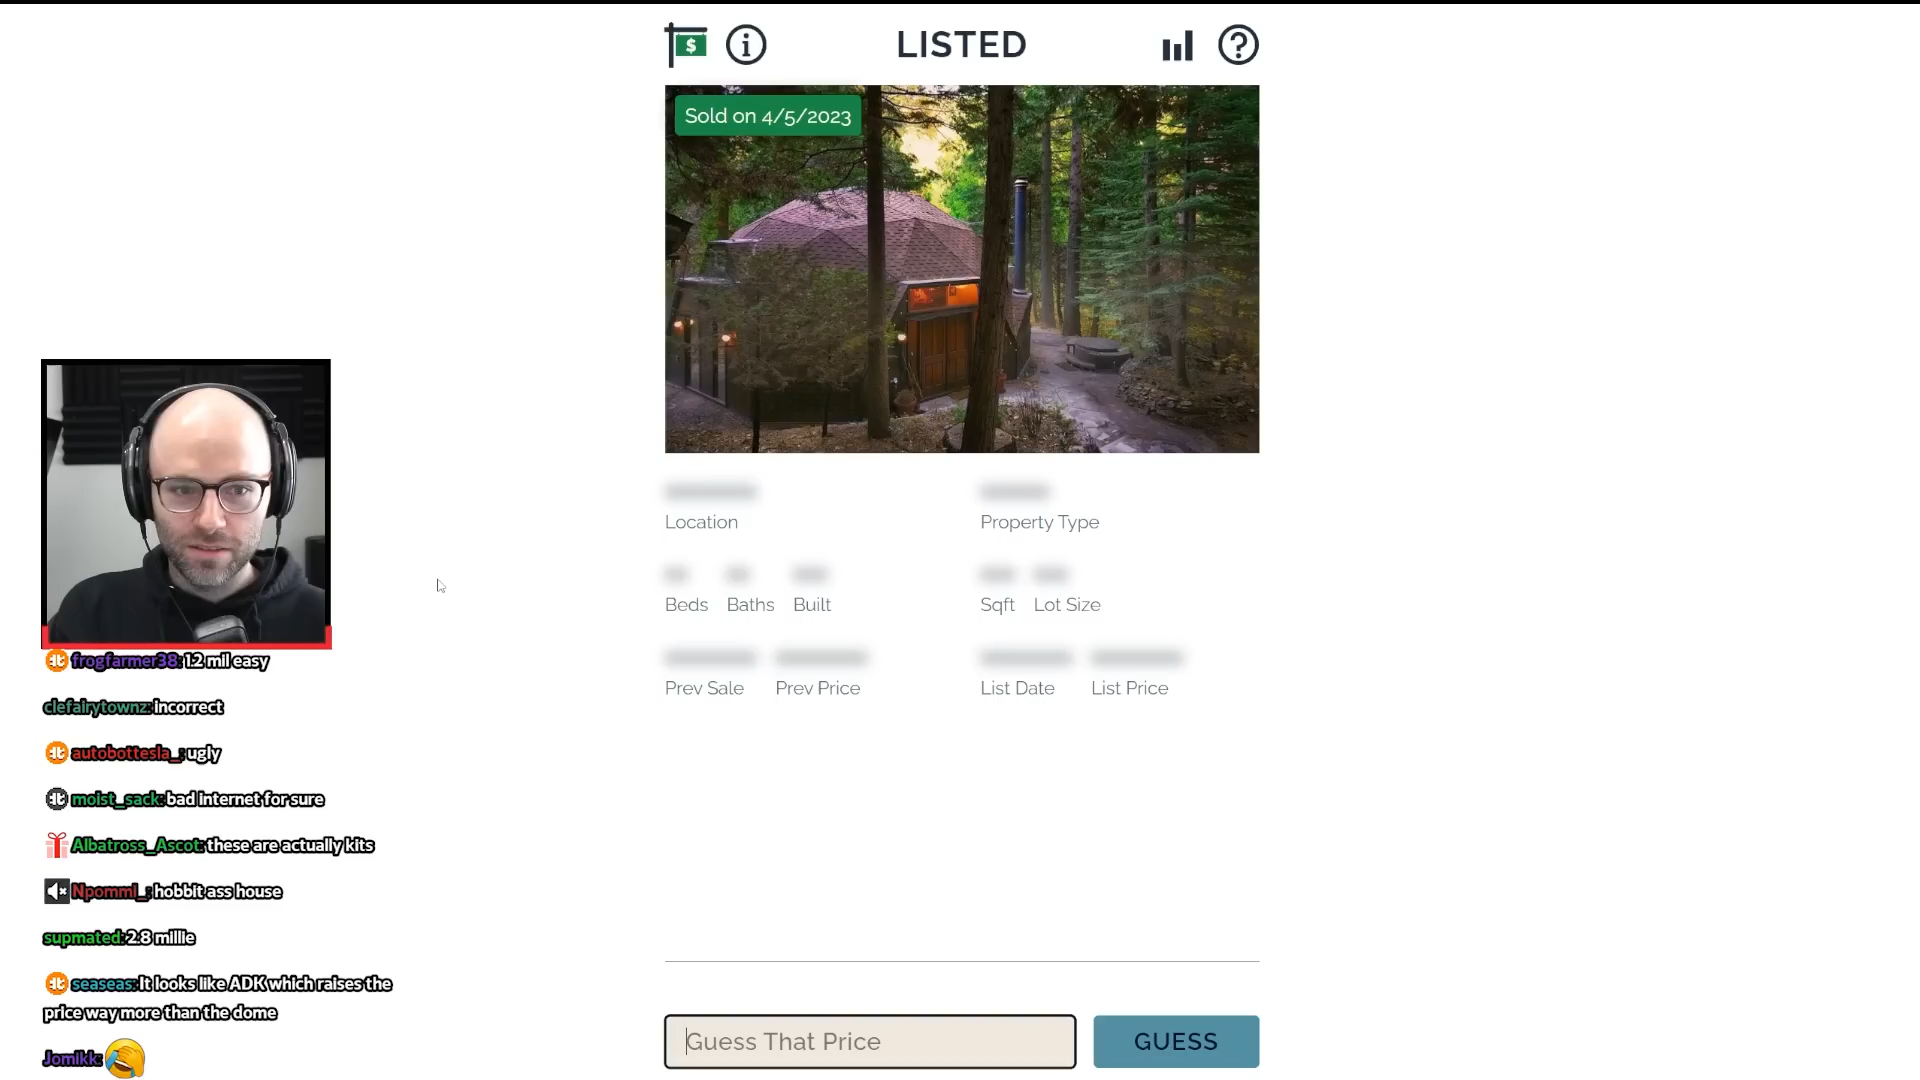 LISTED
Sold on 4/5/2023
Location
Property Type
Beds Baths Built
Sqft Lot Size
Prev Sale Prev Price
List Date List Price
Guess That Price
GUESS
frogfarmer38: 1.2 mil easy
clefairytownz: incorrect
autobottesla_: ugly
moist_sack: bad internet for sure
Albatross_Ascot: these are actually kits
Npomml_: hobbit ass house
supmated: 2.8 millie
seaseas: It looks like ADK which raises the
price way more than the dome
Jomikk: